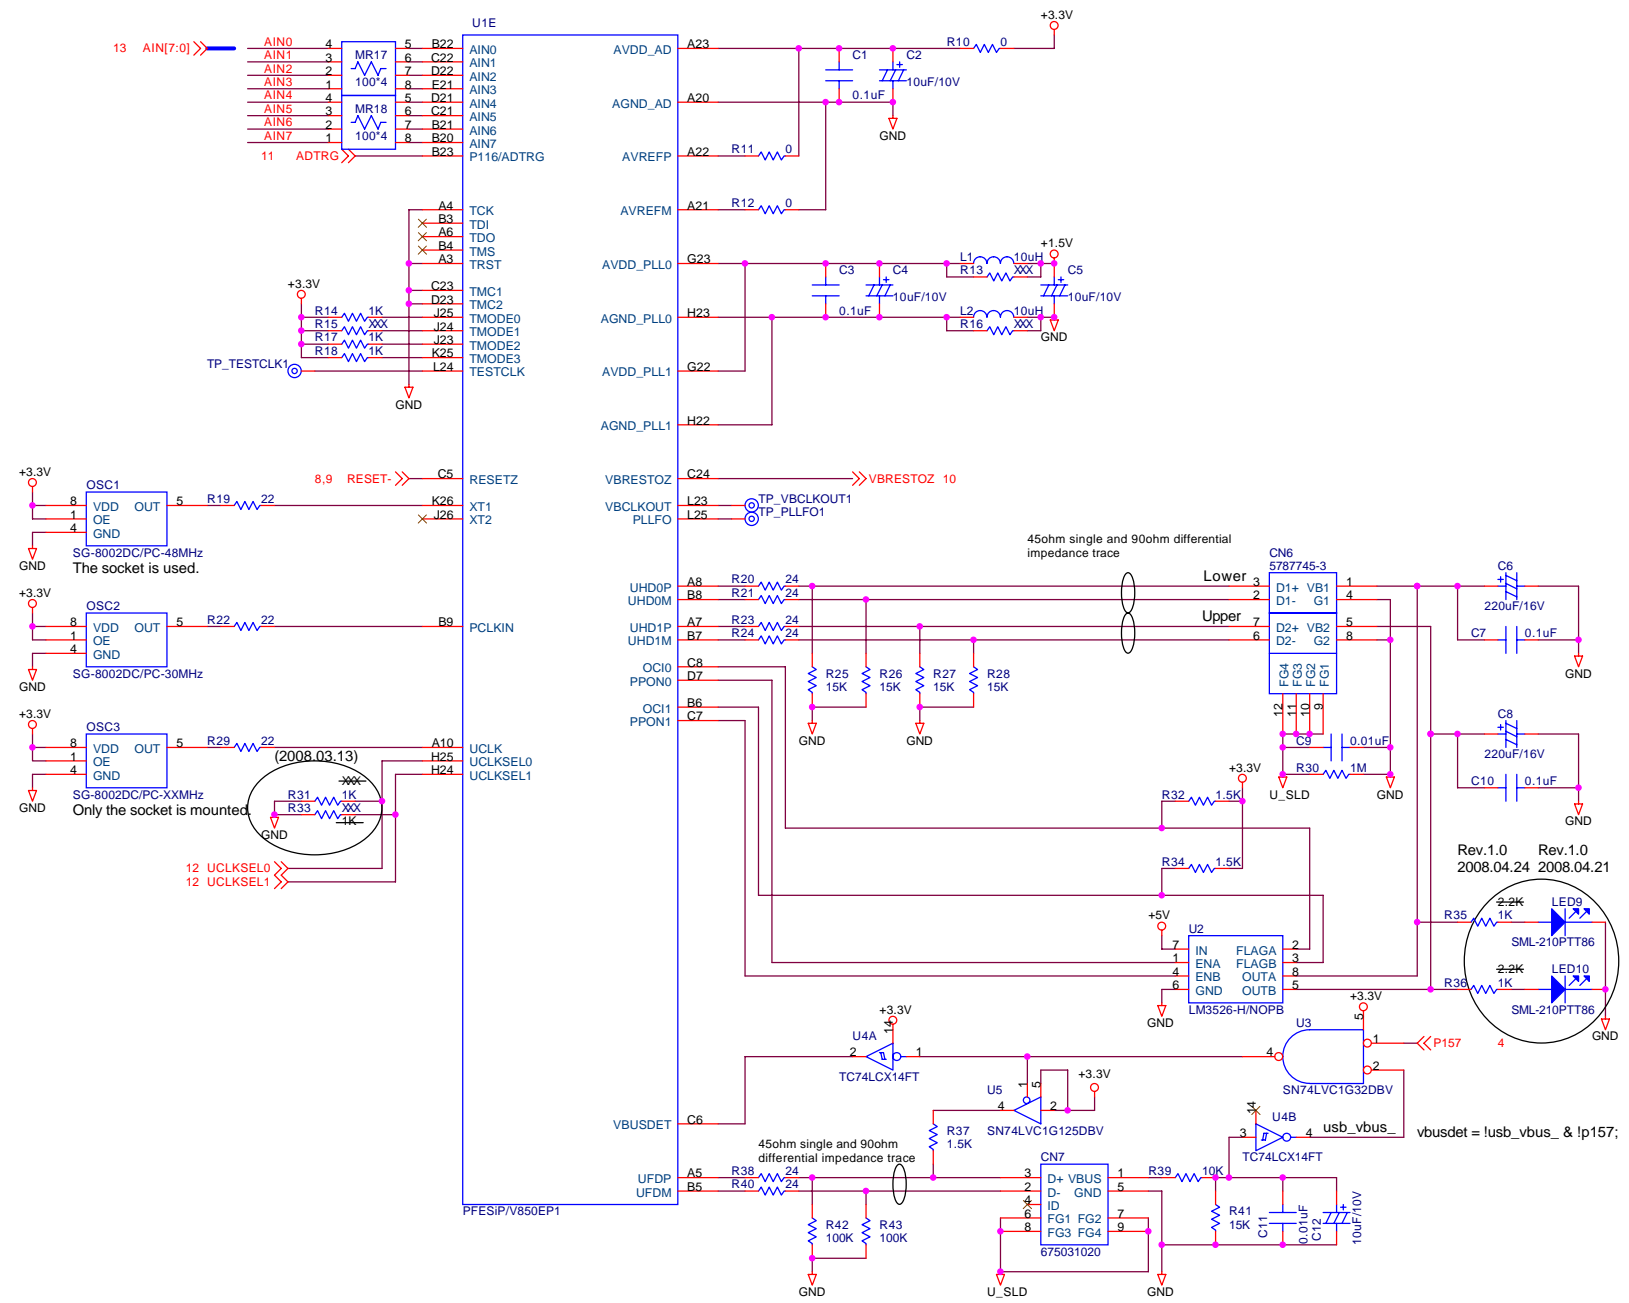 U1E
13 AIN[7:0]
AIN0 4 5 B22 AIN0
AIN1 3 6 C22 AIN1
AIN2 2 7 D22 AIN2
AIN3 1 8 E21 AIN3
AIN4 4 5 D21 AIN4
AIN5 3 6 C21 AIN5
AIN6 2 7 B21 AIN6
AIN7 1 8 B20 AIN7
MR17
100*4
MR18
100*4
11 ADTRG B23 P116/ADTRG
A4 TCK
B3 TDI
A6 TDO
B4 TMS
A3 TRST
C23 TMC1
D23 TMC2
+3.3V
R14 1K J25 TMODE0
R15 XXX J24 TMODE1
R17 1K J23 TMODE2
R18 1K K25 TMODE3
TP_TESTCLK1 L24 TESTCLK
GND
8,9 RESET- C5 RESETZ
+3.3V
OSC1
8 VDD OUT 5 R19 22 K26 XT1
1 OE J26 XT2
4 GND
GND
SG-8002DC/PC-48MHz
The socket is used.
+3.3V
OSC2
8 VDD OUT 5 R22 22 B9 PCLKIN
1 OE
4 GND
GND
SG-8002DC/PC-30MHz
+3.3V
OSC3
8 VDD OUT 5 R29 22 A10 UCLK
1 OE H25 UCLKSEL0
4 GND H24 UCLKSEL1
GND
SG-8002DC/PC-XXMHz
Only the socket is mounted.
(2008.03.13)
XXX
R31 1K
R33 XXX
1K
GND
12 UCLKSEL0
12 UCLKSEL1
PFESiP/V850EP1
AVDD_AD A23
R10 0
+3.3V
C1
0.1uF
C2
10uF/10V
AGND_AD A20
GND
AVREFP A22 R11 0
AVREFM A21 R12 0
AVDD_PLL0 G23
C3
0.1uF
C4
10uF/10V
L1 10uH
R13 XXX
+1.5V
C5
10uF/10V
AGND_PLL0 H23
L2 10uH
R16 XXX
GND
AVDD_PLL1 G22
AGND_PLL1 H22
VBRESTOZ C24 VBRESTOZ 10
VBCLKOUT L23 TP_VBCLKOUT1
PLLFO L25 TP_PLLFO1
45ohm single and 90ohm differential
impedance trace
UHD0P A8 R20 24
UHD0M B8 R21 24
UHD1P A7 R23 24
UHD1M B7 R24 24
OCI0 C8
PPON0 D7
OCI1 B6
PPON1 C7
R25
15K
R26
15K
R27
15K
R28
15K
GND
GND
Lower
Upper
CN6
5787745-3
3 D1+ VB1 1
2 D1- G1 4
7 D2+ VB2 5
6 D2- G2 8
FG4 FG3 FG2 FG1
12 11 10 9
C9 0.01uF
R30 1M
U_SLD
GND
C6
220uF/16V
C7 0.1uF
GND
C8
220uF/16V
C10 0.1uF
GND
+3.3V
R32 1.5K
R34 1.5K
+5V
U2
7 IN FLAGA 2
1 ENA FLAGB 3
4 ENB OUTA 8
6 GND OUTB 5
LM3526-H/NOPB
GND
Rev.1.0 Rev.1.0
2008.04.24 2008.04.21
R35 2.2K 1K LED9
SML-210PTT86
R36 2.2K 1K LED10
SML-210PTT86
GND
+3.3V
U4A
14
2 1
TC74LCX14FT
+3.3V
U3
5
4 1 P157 4
2
SN74LVC1G32DBV
U5
1 5
4 2
+3.3V
SN74LVC1G125DBV
R37
1.5K
14
U4B
3 4 usb_vbus_
TC74LCX14FT
vbusdet = !usb_vbus_ & !p157;
VBUSDET C6
45ohm single and 90ohm
differential impedance trace
UFDP A5 R38 24
UFDM B5 R40 24
R42
100K
R43
100K
GND
CN7
3 D+ VBUS 1
2 D- GND 5
4 ID
6 FG1 FG2 7
8 FG3 FG4 9
675031020
U_SLD
R39 10K
R41
15K
C11
0.01uF
C12
10uF/10V
GND